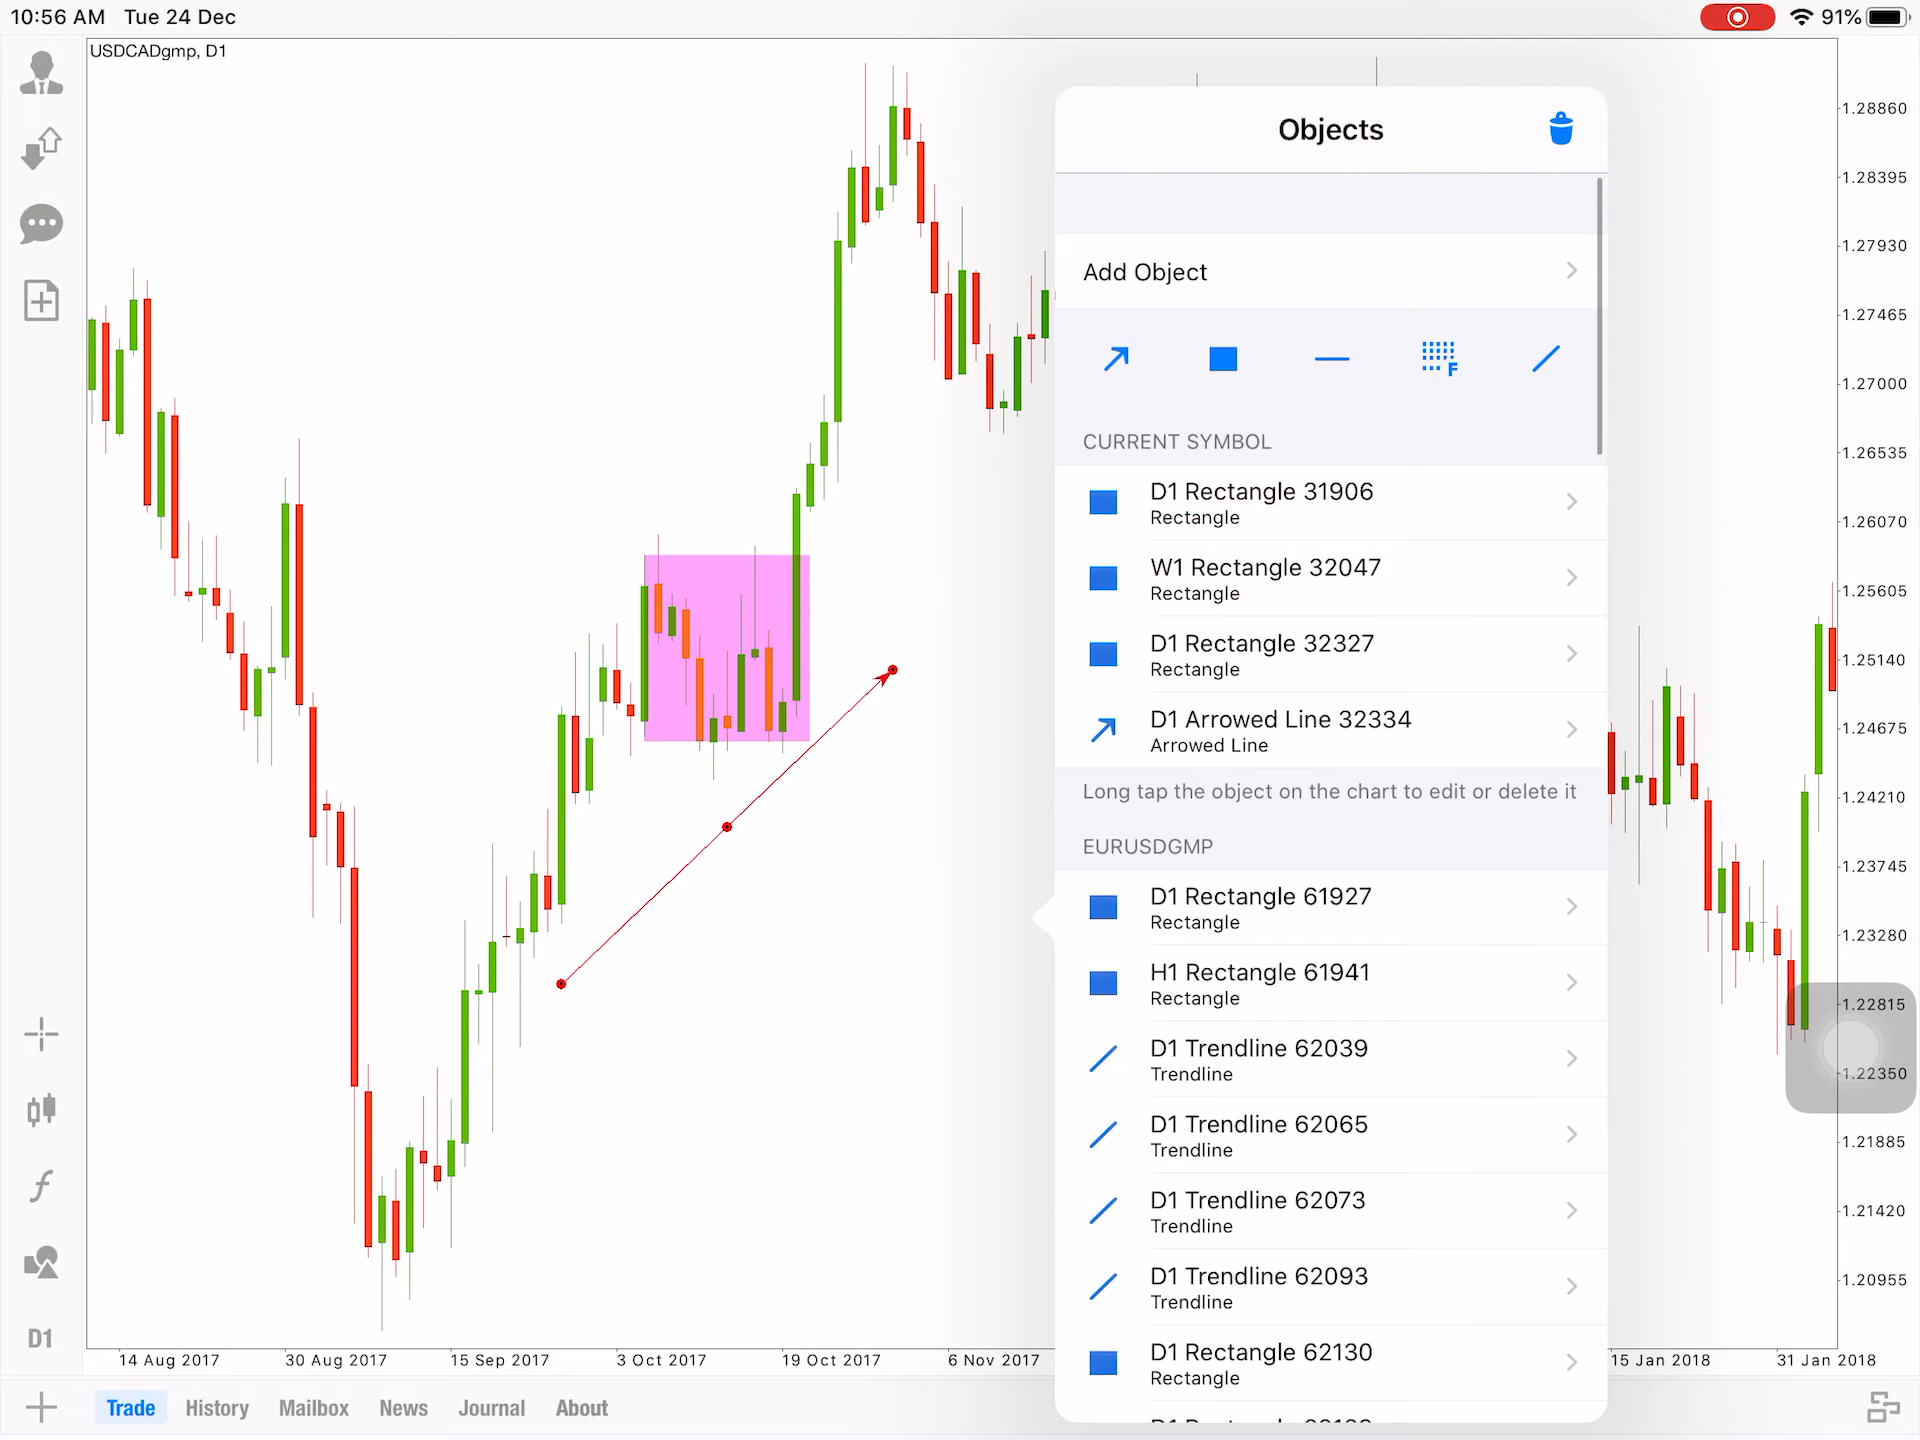 10:56 AM Tue 24 Dec
91%
USDCADgmp, D1
1.28860
1.28395
1.27930
1.27465
1.27000
1.26535
1.26070
1.25605
1.25140
1.24675
1.24210
1.23745
1.23280
1.22815
1.22350
1.21885
1.21420
1.20955
Objects
Add Object
F
CURRENT SYMBOL
D1 Rectangle 31906
Rectangle
W1 Rectangle 32047
Rectangle
D1 Rectangle 32327
Rectangle
D1 Arrowed Line 32334
Arrowed Line
Long tap the object on the chart to edit or delete it
EURUSDGMP
D1 Rectangle 61927
Rectangle
H1 Rectangle 61941
Rectangle
D1 Trendline 62039
Trendline
D1 Trendline 62065
Trendline
D1 Trendline 62073
Trendline
D1 Trendline 62093
Trendline
D1 Rectangle 62130
Rectangle
f
D1
14 Aug 2017 30 Aug 2017 15 Sep 2017 3 Oct 2017 19 Oct 2017 6 Nov 2017 15 Jan 2018 31 Jan 2018
Trade History Mailbox News Journal About